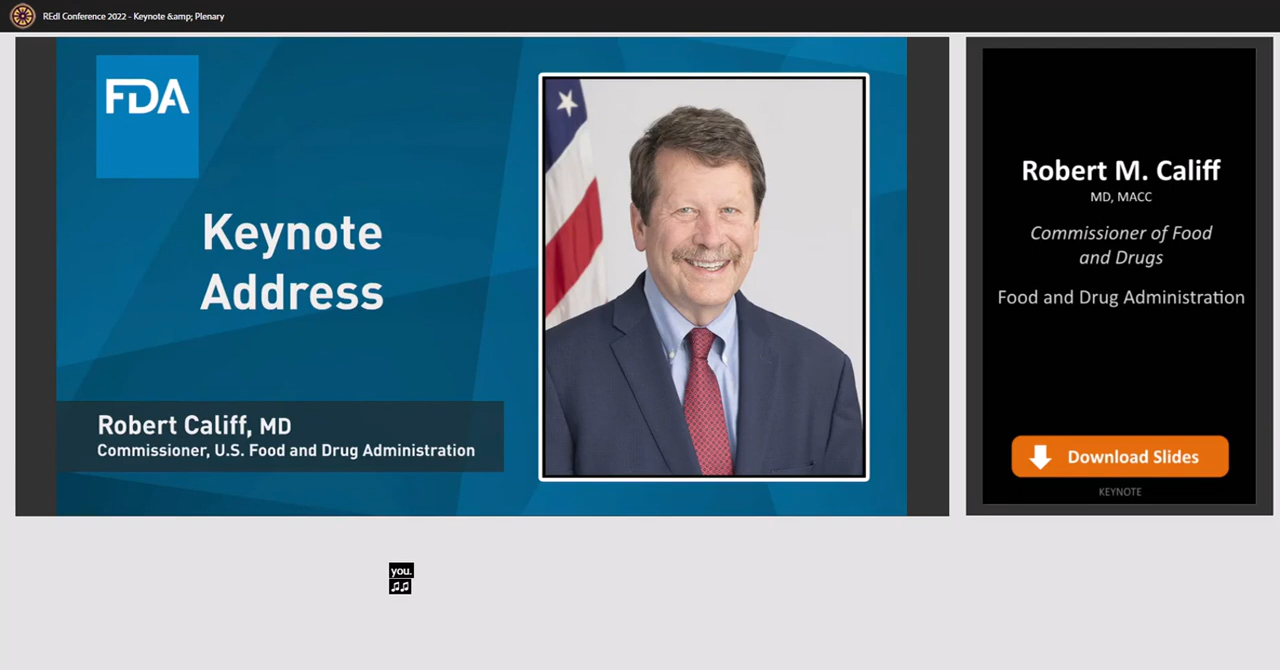 REdI Conference 2022 - Keynote &amp; Plenary
FDA
Keynote
Address
Robert Califf, MD
Commissioner, U.S. Food and Drug Administration
Robert M. Califf
MD, MACC
Commissioner of Food
and Drugs
Food and Drug Administration
Download Slides
KEYNOTE
you.
♫♫